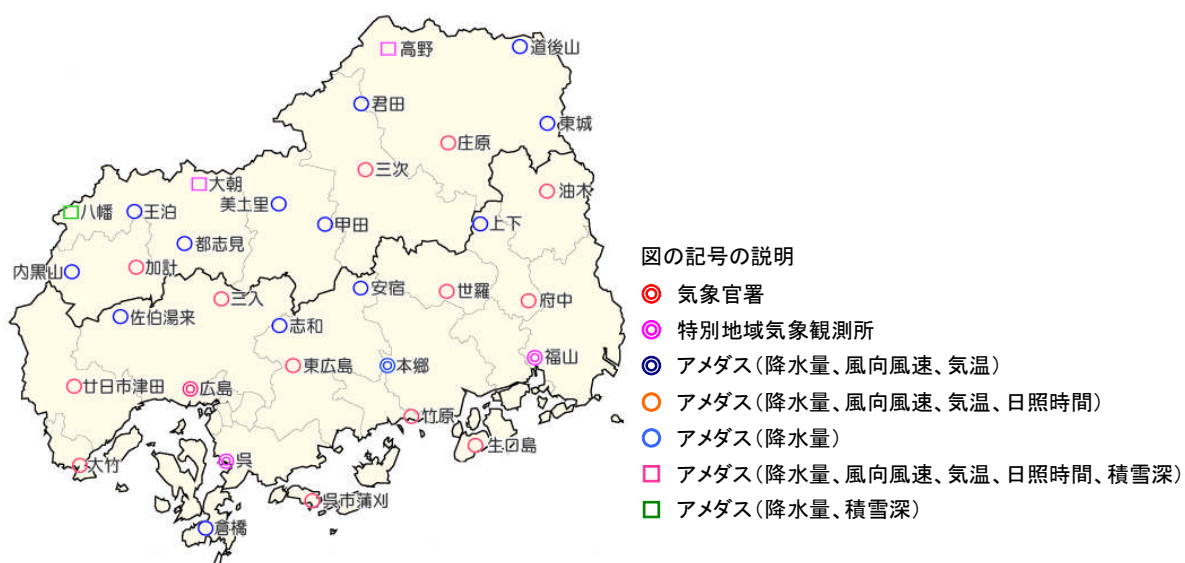 高野
道後山
君田
東城
庄原
三次
油木
大朝
八幡
王泊
美土里
甲田
上下
都志見
内黒山
加計
安宿
世羅
府中
三入
佐伯湯来
志和
東広島
本郷
福山
廿日市津田
広島
竹原
生口島
大竹
呉
呉市蒲刈
倉橋
図の記号の説明
気象官署
特別地域気象観測所
アメダス(降水量、風向風速、気温)
アメダス(降水量、風向風速、気温、日照時間)
アメダス(降水量)
アメダス(降水量、風向風速、気温、日照時間、積雪深)
アメダス(降水量、積雪深)